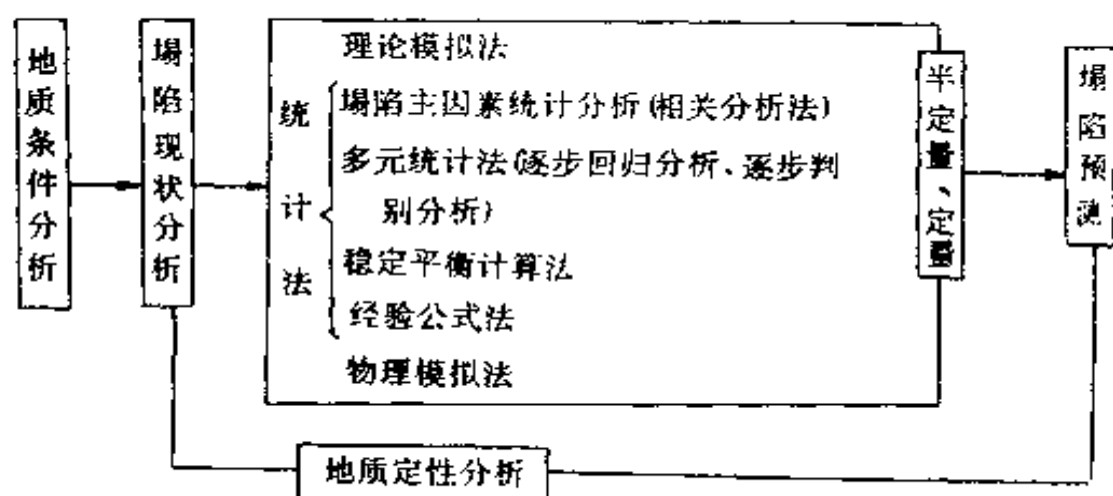 地质条件分析
塌陷现状分析
理论模拟法
统计法
塌陷主因素统计分析(相关分析法)
多元统计法(逐步回归分析、逐步判
别分析)
稳定平衡计算法
经验公式法
物理模拟法
半定量、定量
塌陷预测
地质定性分析